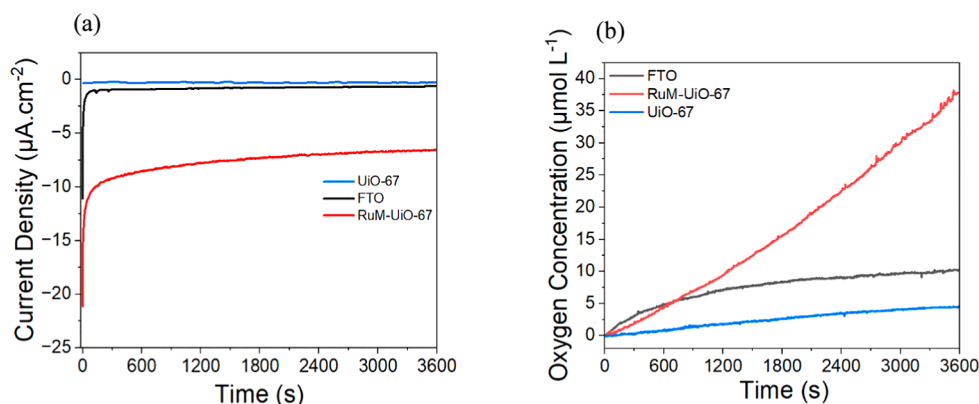 (a)
Current Density (μA.cm⁻²)
0
−5
−10
−15
−20
−25
UiO-67
FTO
RuM-UiO-67
0 600 1200 1800 2400 3000 3600
Time (s)
(b)
Oxygen Concentration (μmol L⁻¹)
40
35
30
25
20
15
10
5
0
FTO
RuM-UiO-67
UiO-67
0 600 1200 1800 2400 3000 3600
Time (s)